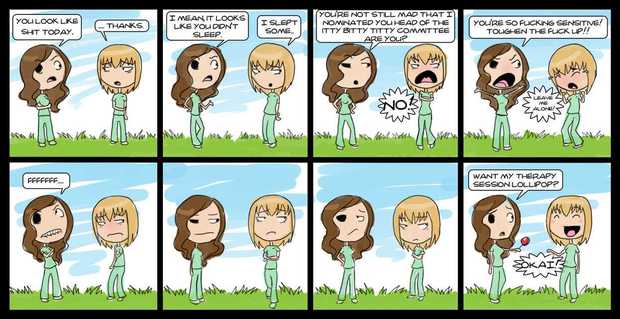 YOU LOOK LIKE
SHIT TODAY.
... THANKS.
I MEAN, IT LOOKS
LIKE YOU DIDN'T
SLEEP.
I SLEPT
SOME..
YOU'RE NOT STILL MAD THAT I
NOMINATED YOU HEAD OF THE
ITTY BITTY TITTY COMMITTEE
ARE YOU?
NO!
YOU'RE SO FUCKING SENSITIVE!
TOUGHEN THE FUCK UP!!
LEAVE
ME
ALONE!
FFFFFFF...
WANT MY THERAPY
SESSION LOLLIPOP?
OKAI!